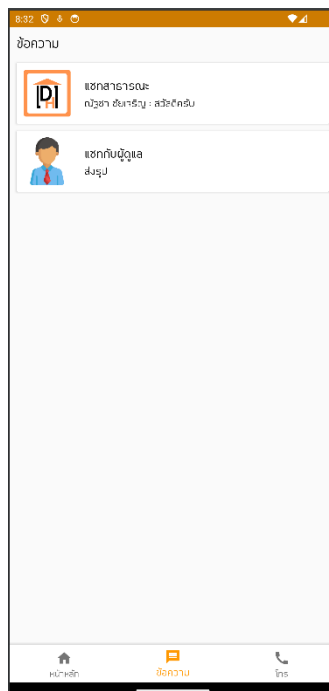 8:32
ข้อความ
แชทสาธารณะ
ณัฐชา ชัยเจริญ : สวัสดีครับ
แชทกับผู้ดูแล
ส่งรูป
หน้าหลัก
ข้อความ
โทร